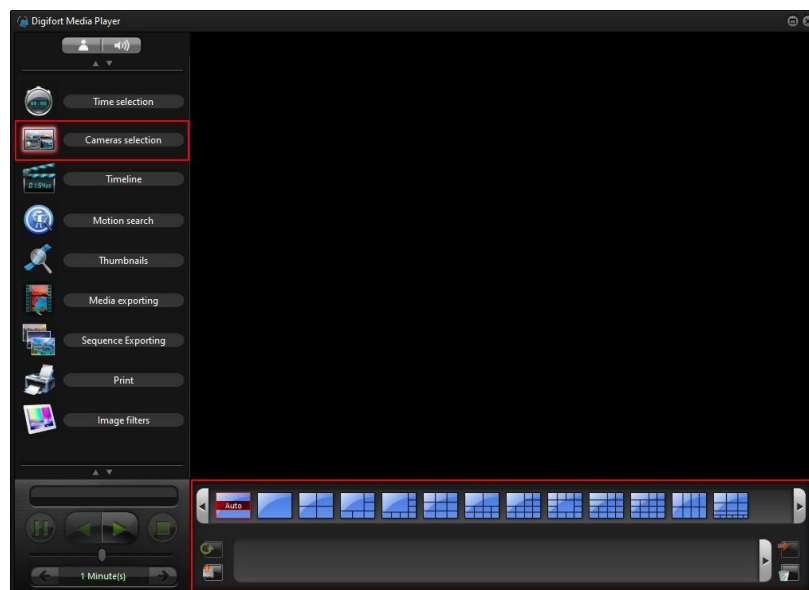 Digifort Media Player
Time selection
Cameras selection
Timeline
Motion search
Thumbnails
Media exporting
Sequence Exporting
Print
Image filters
Auto
1 Minute(s)